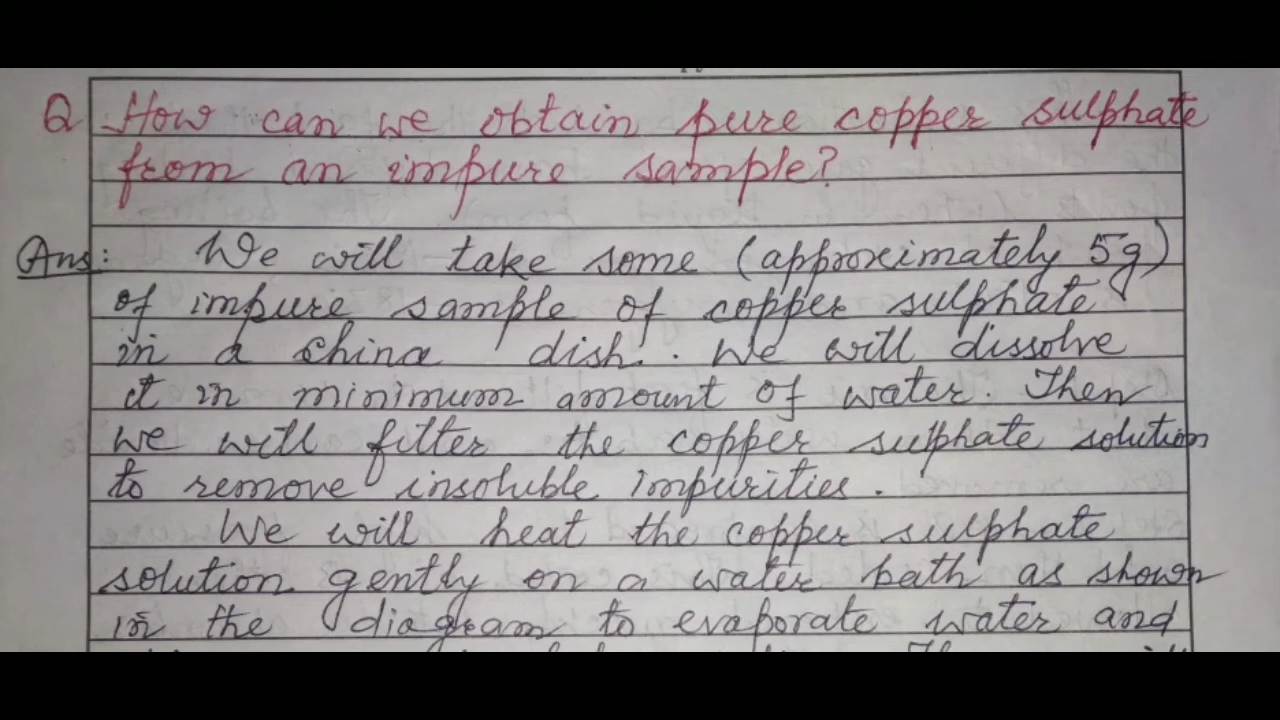 Q How can we obtain pure copper sulphate
from an impure sample?
Ans: We will take some (approximately 5g)
of impure sample of copper sulphate
in a china dish. We will dissolve
it in minimum amount of water. Then
we will filter the copper sulphate solution
to remove insoluble impurities.
We will heat the copper sulphate
solution gently on a water bath as shown
in the diagram to evaporate water and